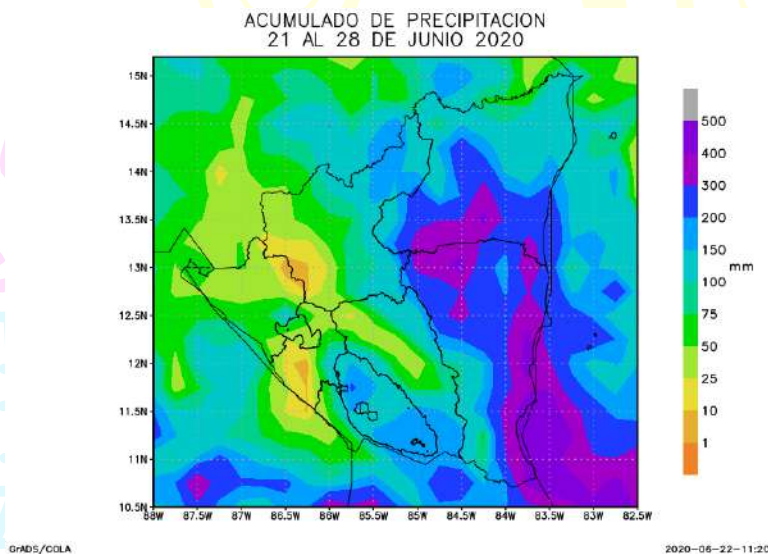 ACUMULADO DE PRECIPITACION
21 AL 28 DE JUNIO 2020
15N
14.5N
14N
13.5N
13N
12.5N
12N
11.5N
11N
10.5N
88W 87.5W 87W 86.5W 86W 85.5W 85W 84.5W 84W 83.5W 83W 82.5W
500
400
300
200
150
mm
100
75
50
25
10
1
GrADS/COLA 2020-06-22-11:20